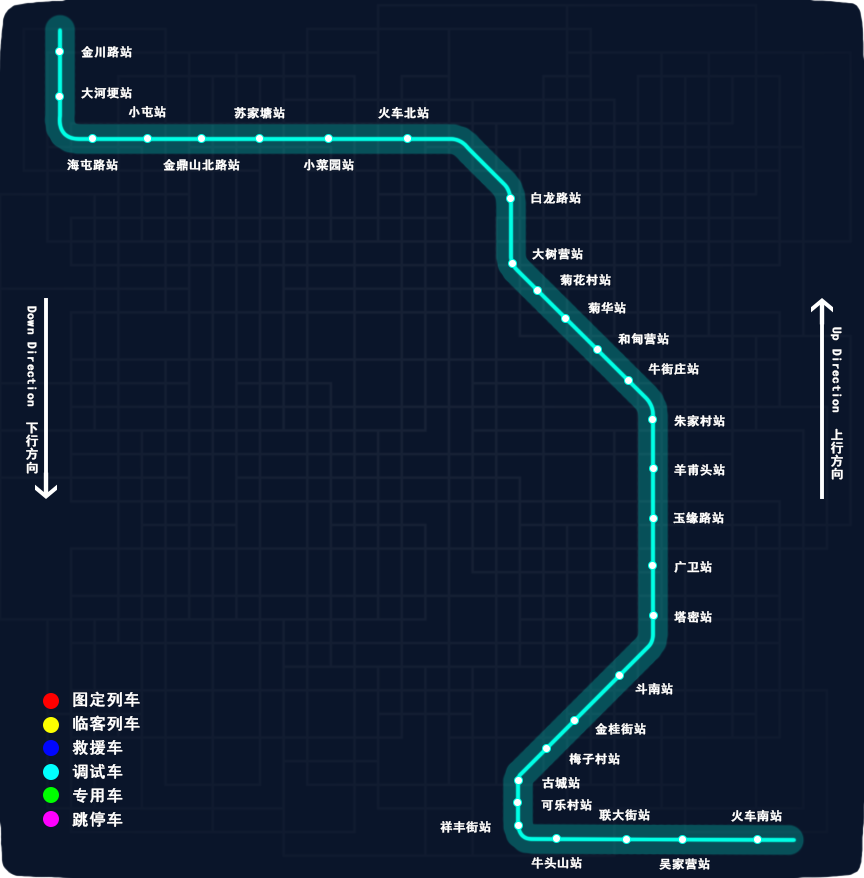 金川路站
大河埂站
小屯站
苏家塘站
火车北站
海屯路站
金鼎山北路站
小菜园站
白龙路站
大树营站
菊花村站
菊华站
和甸营站
牛街庄站
朱家村站
羊甫头站
玉缘路站
广卫站
塔密站
斗南站
金桂街站
梅子村站
古城站
可乐村站
祥丰街站
联大街站
火车南站
牛头山站
吴家营站
Down Direction 下行方向
Up Direction 上行方向
图定列车
临客列车
救援车
调试车
专用车
跳停车